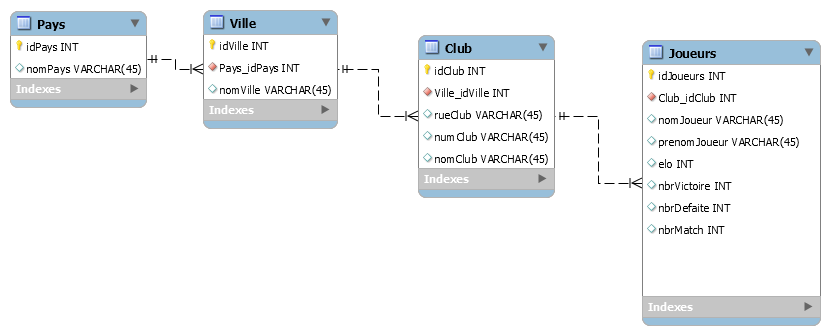 Pays
idPays INT
nomPays VARCHAR(45)
Indexes
Ville
idVille INT
Pays_idPays INT
nomVille VARCHAR(45)
Indexes
Club
idClub INT
Ville_idVille INT
rueClub VARCHAR(45)
numClub VARCHAR(45)
nomClub VARCHAR(45)
Indexes
Joueurs
idJoueurs INT
Club_idClub INT
nomJoueur VARCHAR(45)
prenomJoueur VARCHAR(45)
elo INT
nbrVictoire INT
nbrDefaite INT
nbrMatch INT
Indexes